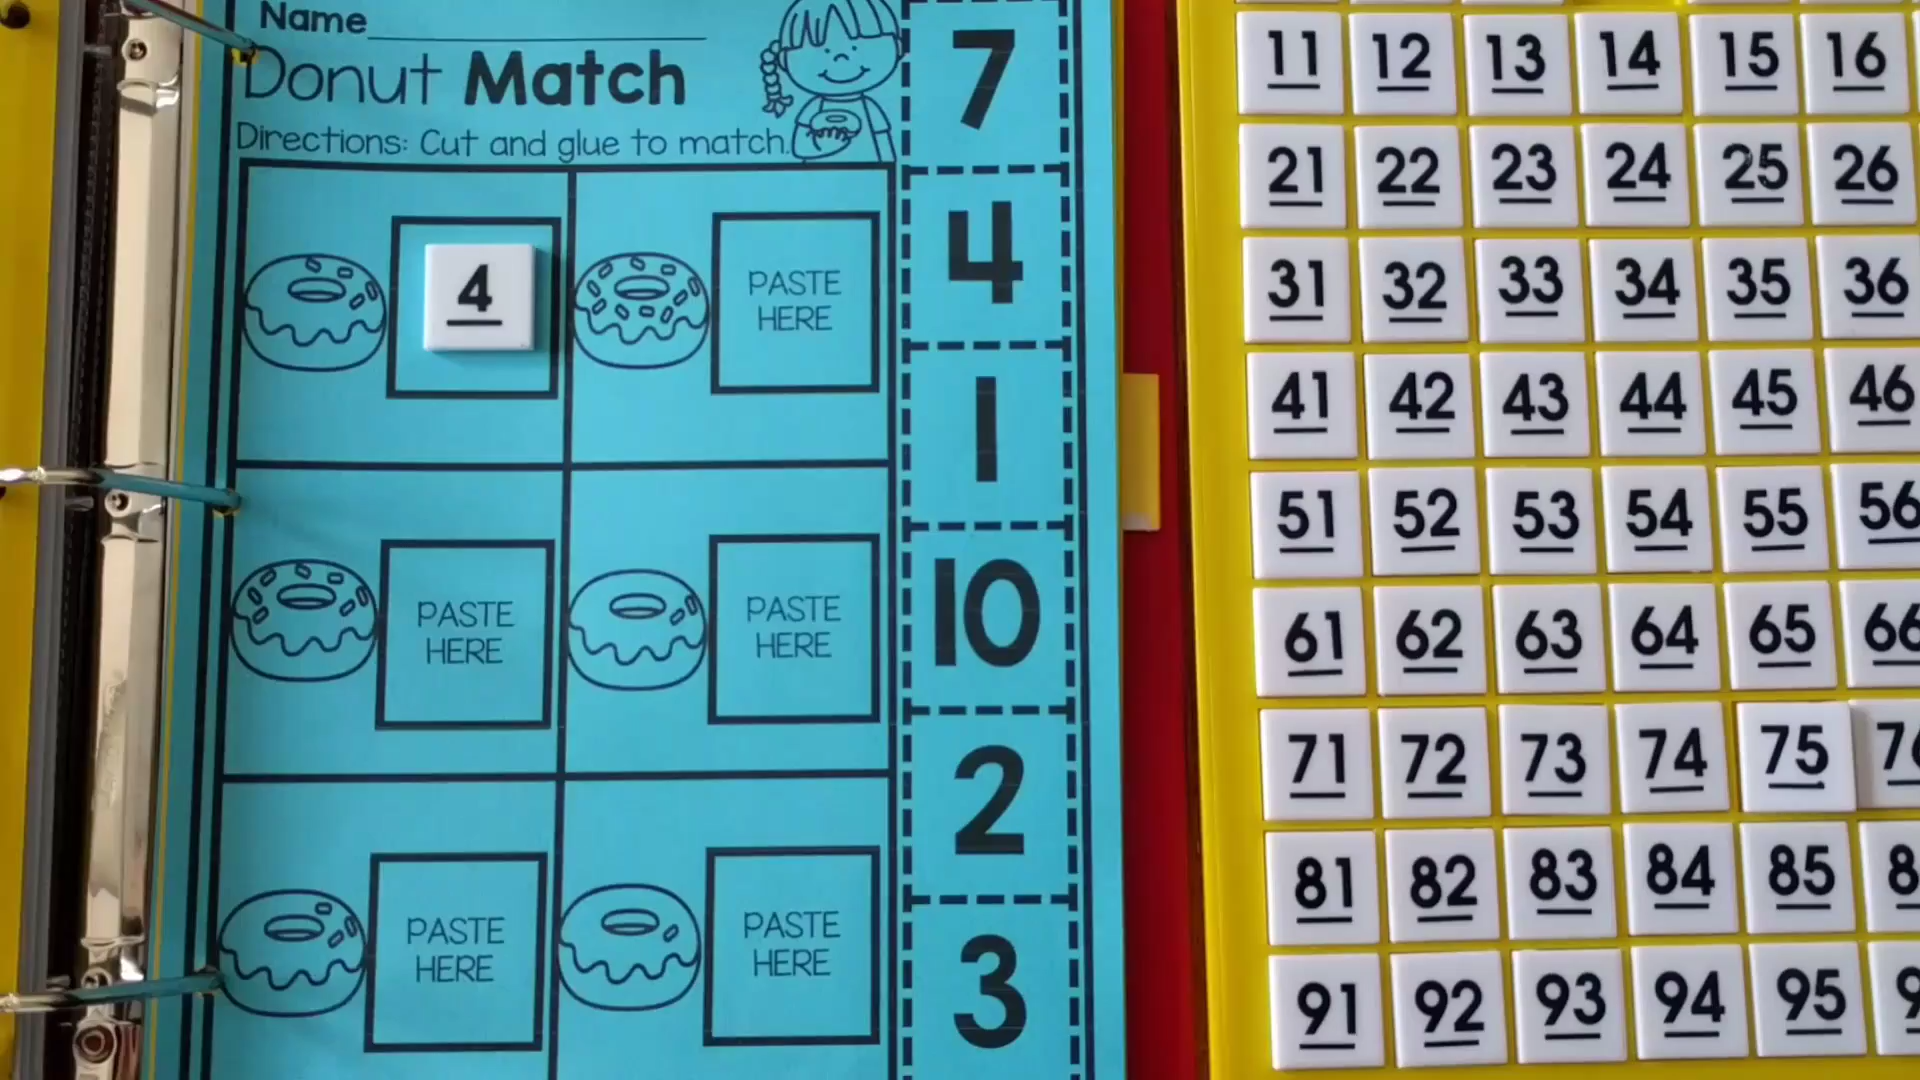 Name
Donut Match
Directions: Cut and glue to match.
4
PASTE
HERE
PASTE
HERE
PASTE
HERE
PASTE
HERE
PASTE
HERE
7
4
1
10
2
3
11 12 13 14 15 16
21 22 23 24 25 26
31 32 33 34 35 36
41 42 43 44 45 46
51 52 53 54 55 56
61 62 63 64 65 66
71 72 73 74 75
81 82 83 84 85
91 92 93 94 95